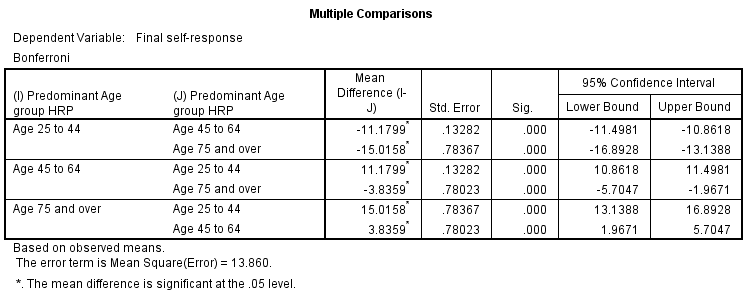 Multiple Comparisons
Dependent Variable: Final self-response
Bonferroni
(I) Predominant Age group HRP (J) Predominant Age group HRP Mean Difference (I-J) Std. Error Sig. 95% Confidence Interval
Lower Bound Upper Bound
Age 25 to 44 Age 45 to 64 -11.1799* .13282 .000 -11.4981 -10.8618
Age 75 and over -15.0158* .78367 .000 -16.8928 -13.1388
Age 45 to 64 Age 25 to 44 11.1799* .13282 .000 10.8618 11.4981
Age 75 and over -3.8359* .78023 .000 -5.7047 -1.9671
Age 75 and over Age 25 to 44 15.0158* .78367 .000 13.1388 16.8928
Age 45 to 64 3.8359* .78023 .000 1.9671 5.7047
Based on observed means.
The error term is Mean Square(Error) = 13.860.
*. The mean difference is significant at the .05 level.